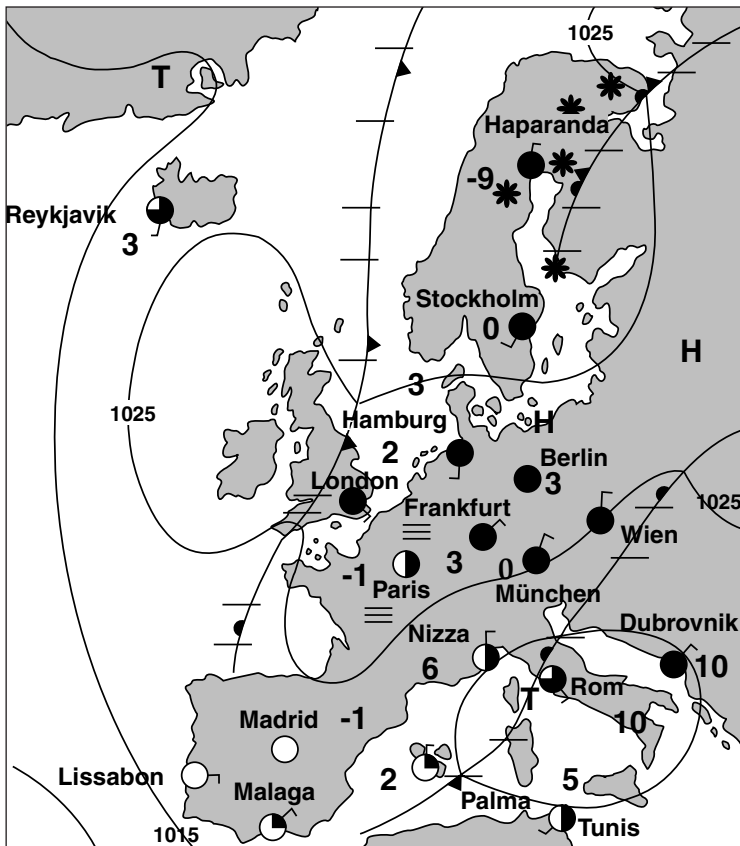 1025
T
Haparanda
-9
Reykjavik
3
Stockholm
0
H
3
1025
Hamburg
H
2
Berlin
3
London
Frankfurt
1025
Wien
-1
Paris
3
0
München
Nizza
Dubrovnik
6
10
Rom
T
Madrid
-1
10
Lissabon
2
5
Malaga
Palma
1015
Tunis